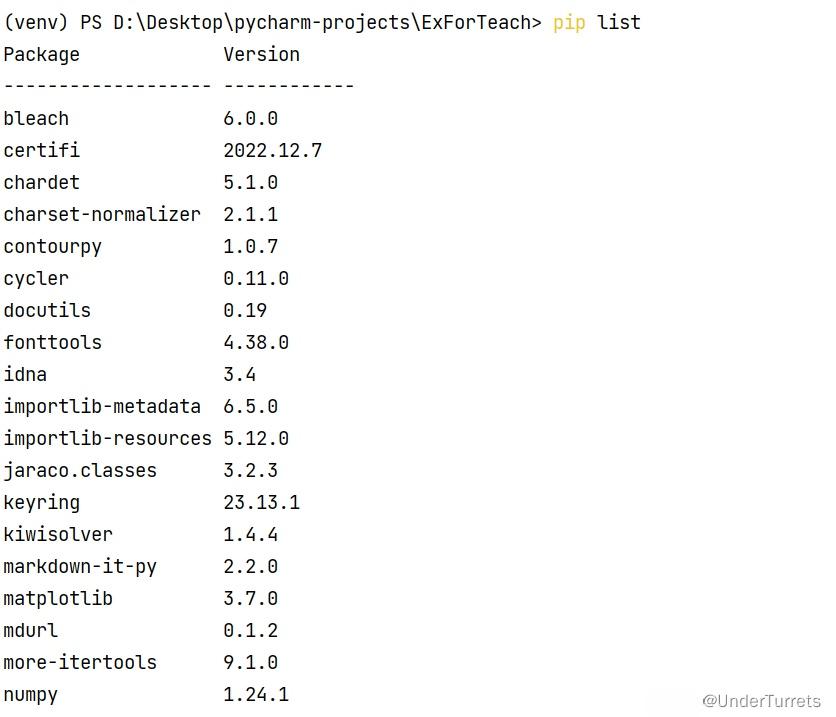 (venv) PS D:\Desktop\pycharm-projects\ExForTeach> pip list
Package             Version
------------------- ------------
bleach              6.0.0
certifi             2022.12.7
chardet             5.1.0
charset-normalizer  2.1.1
contourpy           1.0.7
cycler              0.11.0
docutils            0.19
fonttools           4.38.0
idna                3.4
importlib-metadata  6.5.0
importlib-resources 5.12.0
jaraco.classes      3.2.3
keyring             23.13.1
kiwisolver          1.4.4
markdown-it-py      2.2.0
matplotlib          3.7.0
mdurl               0.1.2
more-itertools      9.1.0
numpy               1.24.1
@UnderTurrets